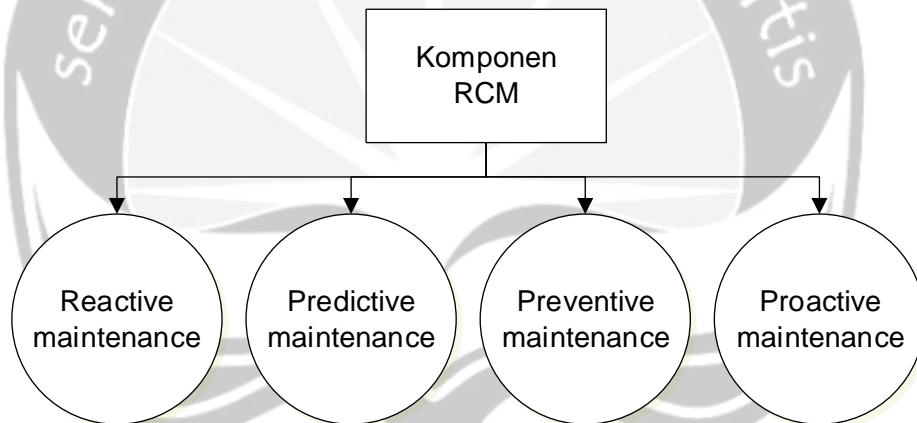 Komponen
RCM
Reactive
maintenance
Predictive
maintenance
Preventive
maintenance
Proactive
maintenance